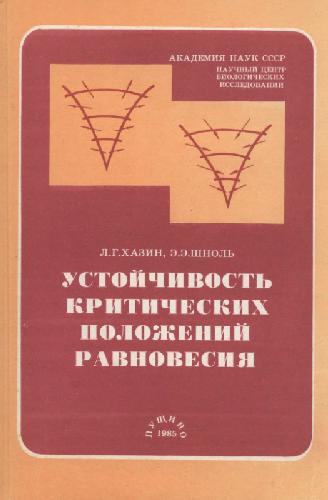 АКАДЕМИЯ НАУК СССР
НАУЧНЫЙ ЦЕНТР
БИОЛОГИЧЕСКИХ
ИССЛЕДОВАНИЙ
Л.Г.ХАЗИН, Э.Э.ШНОЛЬ
УСТОЙЧИВОСТЬ
КРИТИЧЕСКИХ
ПОЛОЖЕНИЙ
РАВНОВЕСИЯ
ПУЩИНО
1985